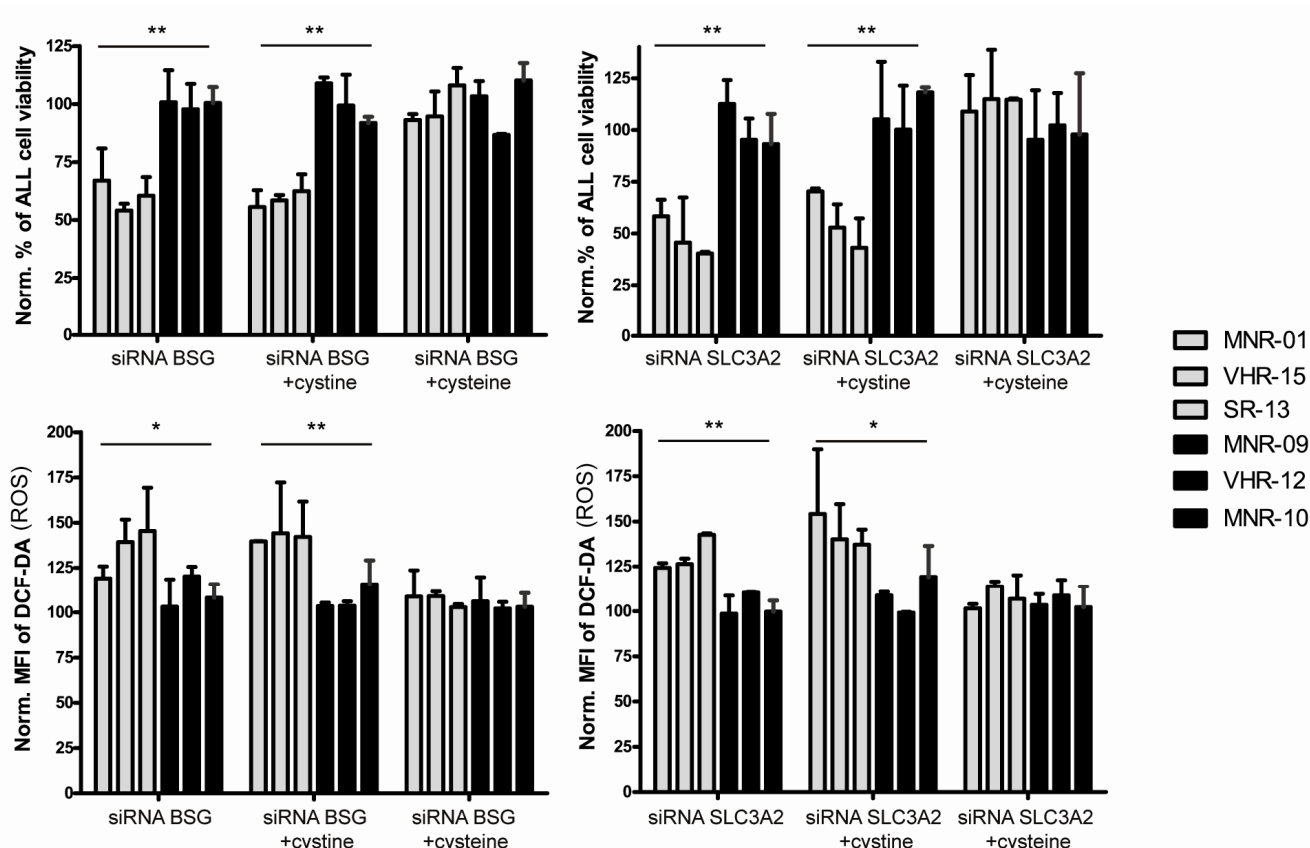 **
**
125
100
75
50
25
0
Norm. % of ALL cell viability
siRNA BSG
siRNA BSG
+cystine
siRNA BSG
+cysteine
**
**
125
100
75
50
25
0
Norm.% of ALL cell viability
siRNA SLC3A2
siRNA SLC3A2
+cystine
siRNA SLC3A2
+cysteine
MNR-01
VHR-15
SR-13
MNR-09
VHR-12
MNR-10
*
**
200
175
150
125
100
75
50
25
0
Norm. MFI of DCF-DA (ROS)
siRNA BSG
siRNA BSG
+cystine
siRNA BSG
+cysteine
**
*
200
175
150
125
100
75
50
25
0
Norm. MFI of DCF-DA (ROS)
siRNA SLC3A2
siRNA SLC3A2
+cystine
siRNA SLC3A2
+cysteine